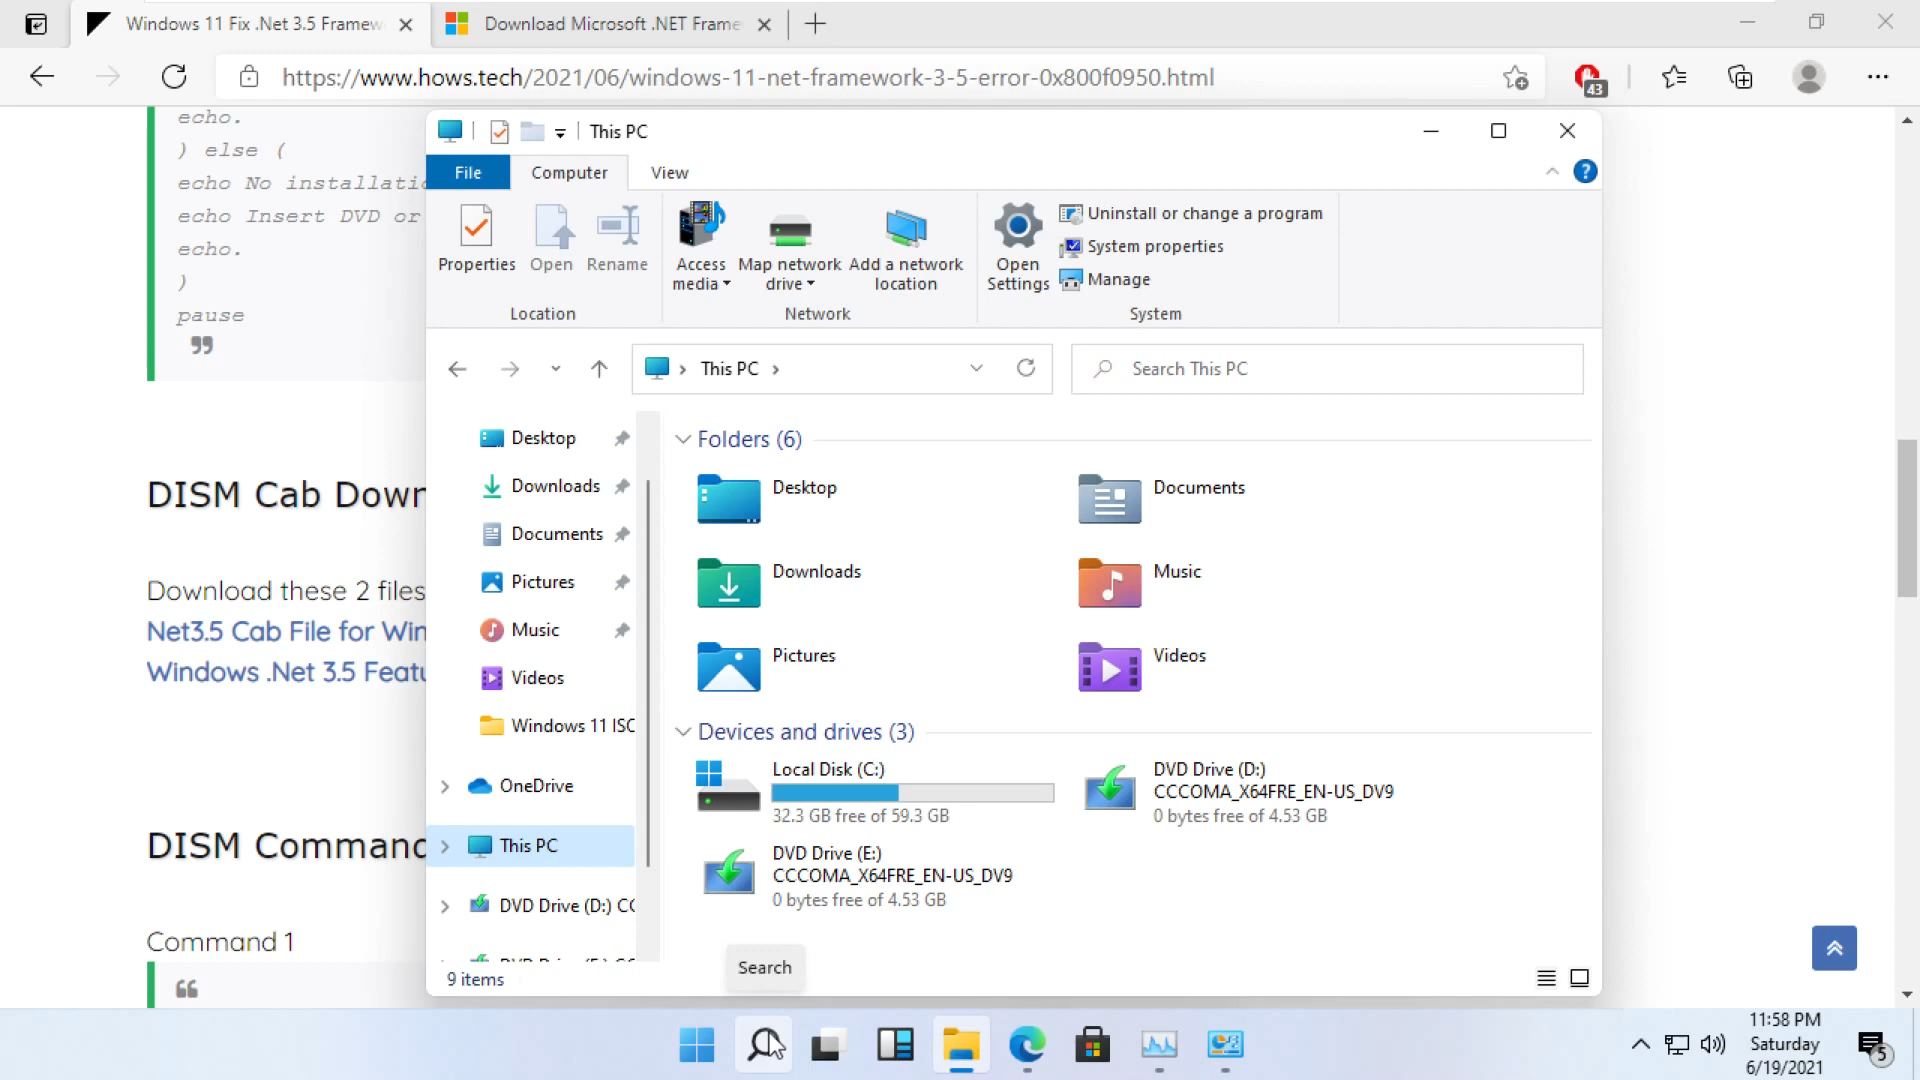 Windows 11 Fix .Net 3.5 Framew
Download Microsoft .NET Frame
https://www.hows.tech/2021/06/windows-11-net-framework-3-5-error-0x800f0950.html
43
echo.
) else (
echo No installatio
echo Insert DVD or
echo.
)
pause
DISM Cab Down
Download these 2 files
Net3.5 Cab File for Win
Windows .Net 3.5 Featu
DISM Command
Command 1
This PC
File
Computer
View
Properties
Open
Rename
Location
Access media
Map network drive
Add a network location
Network
Open Settings
Uninstall or change a program
System properties
Manage
System
This PC
Search This PC
Desktop
Downloads
Documents
Pictures
Music
Videos
Windows 11 ISO
OneDrive
This PC
DVD Drive (D:) CC
Folders (6)
Desktop
Documents
Downloads
Music
Pictures
Videos
Devices and drives (3)
Local Disk (C:)
32.3 GB free of 59.3 GB
DVD Drive (D:)
CCCOMA_X64FRE_EN-US_DV9
0 bytes free of 4.53 GB
DVD Drive (E:)
CCCOMA_X64FRE_EN-US_DV9
0 bytes free of 4.53 GB
9 items
Search
11:58 PM
Saturday
6/19/2021
5